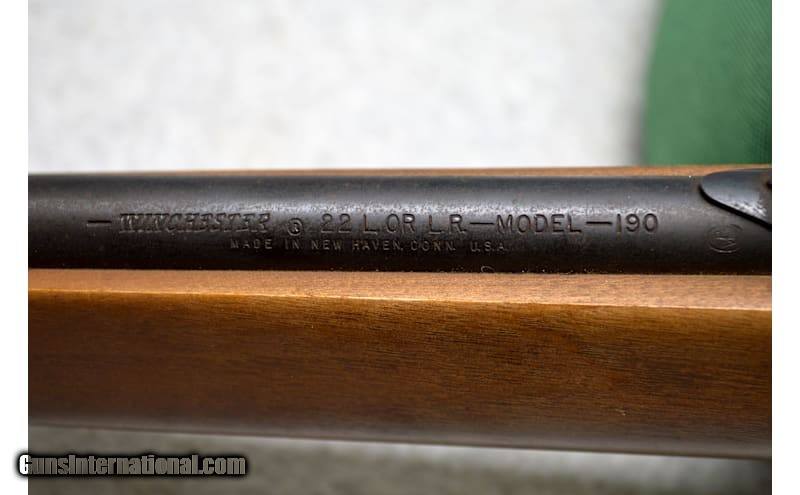 — WINCHESTER ® 22 L. OR L.R. — MODEL — 190
MADE IN NEW HAVEN, CONN. U.S.A.
GunsInternational.com